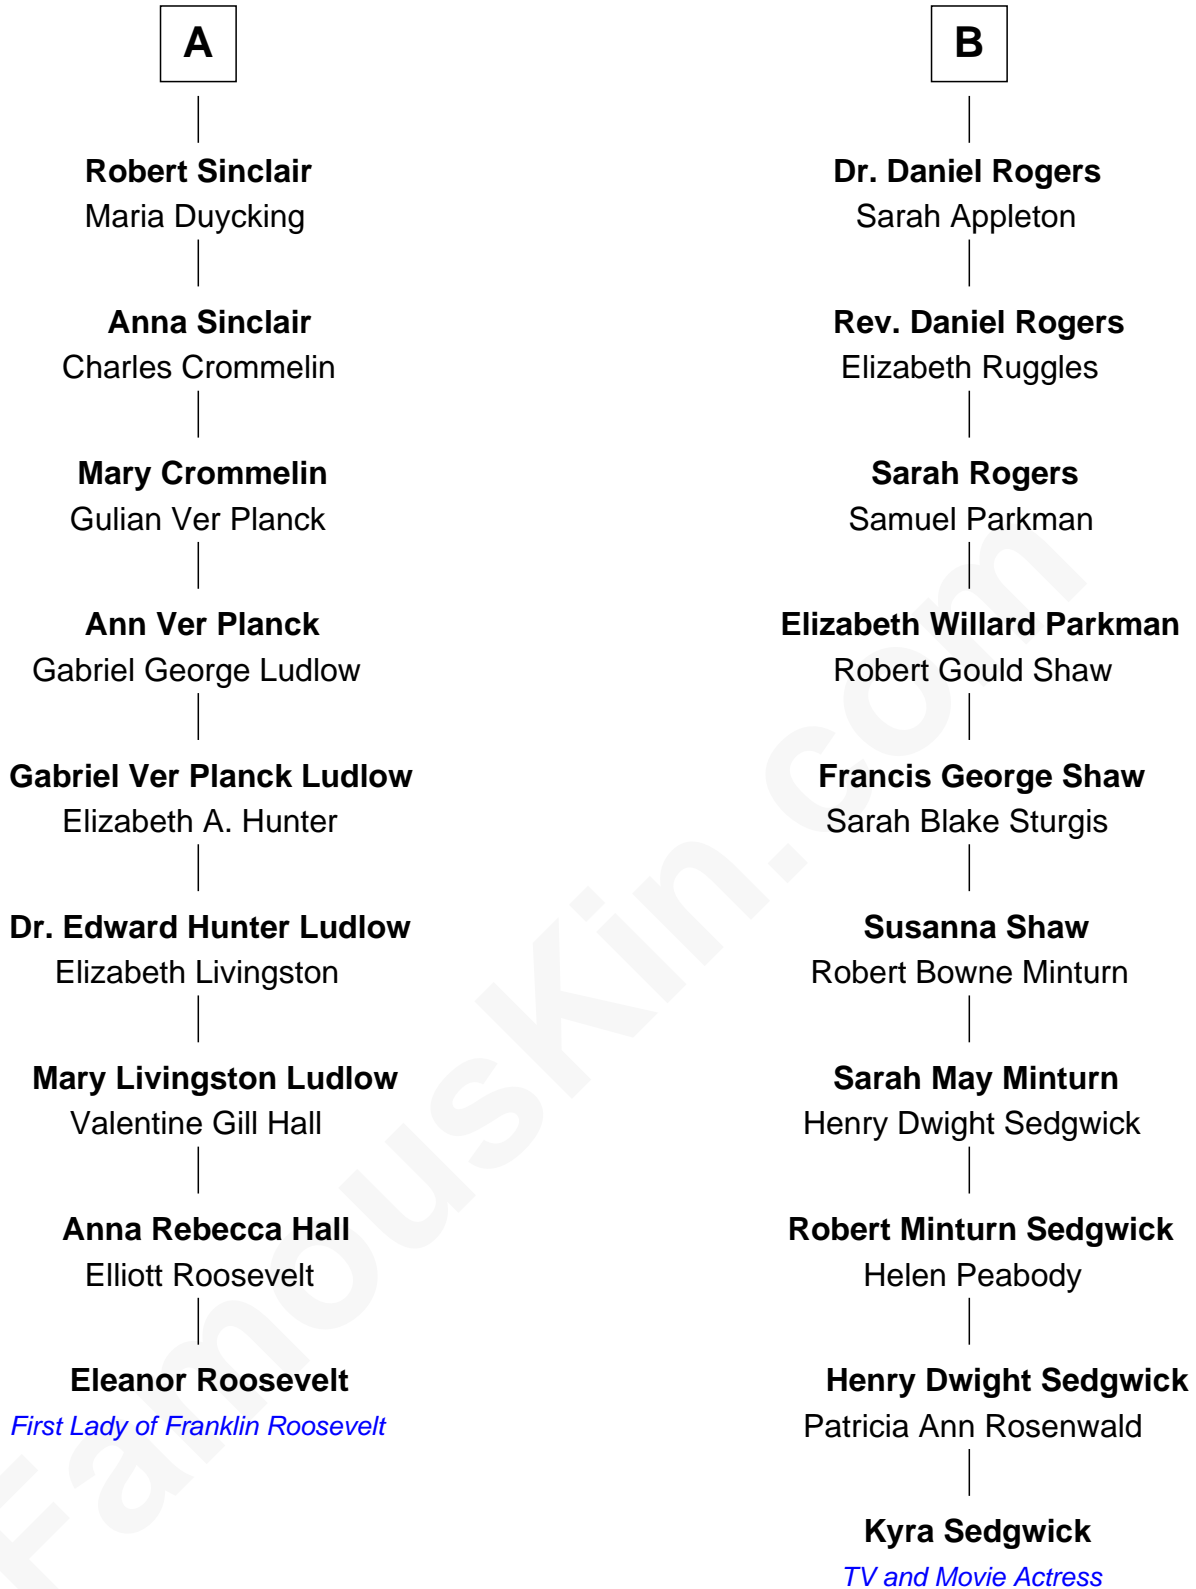 A
Robert Sinclair
Maria Duycking
Anna Sinclair
Charles Crommelin
Mary Crommelin
Gulian Ver Planck
Ann Ver Planck
Gabriel George Ludlow
Gabriel Ver Planck Ludlow
Elizabeth A. Hunter
Dr. Edward Hunter Ludlow
Elizabeth Livingston
Mary Livingston Ludlow
Valentine Gill Hall
Anna Rebecca Hall
Elliott Roosevelt
Eleanor Roosevelt
First Lady of Franklin Roosevelt
B
Dr. Daniel Rogers
Sarah Appleton
Rev. Daniel Rogers
Elizabeth Ruggles
Sarah Rogers
Samuel Parkman
Elizabeth Willard Parkman
Robert Gould Shaw
Francis George Shaw
Sarah Blake Sturgis
Susanna Shaw
Robert Bowne Minturn
Sarah May Minturn
Henry Dwight Sedgwick
Robert Minturn Sedgwick
Helen Peabody
Henry Dwight Sedgwick
Patricia Ann Rosenwald
Kyra Sedgwick
TV and Movie Actress
FamousKin.com